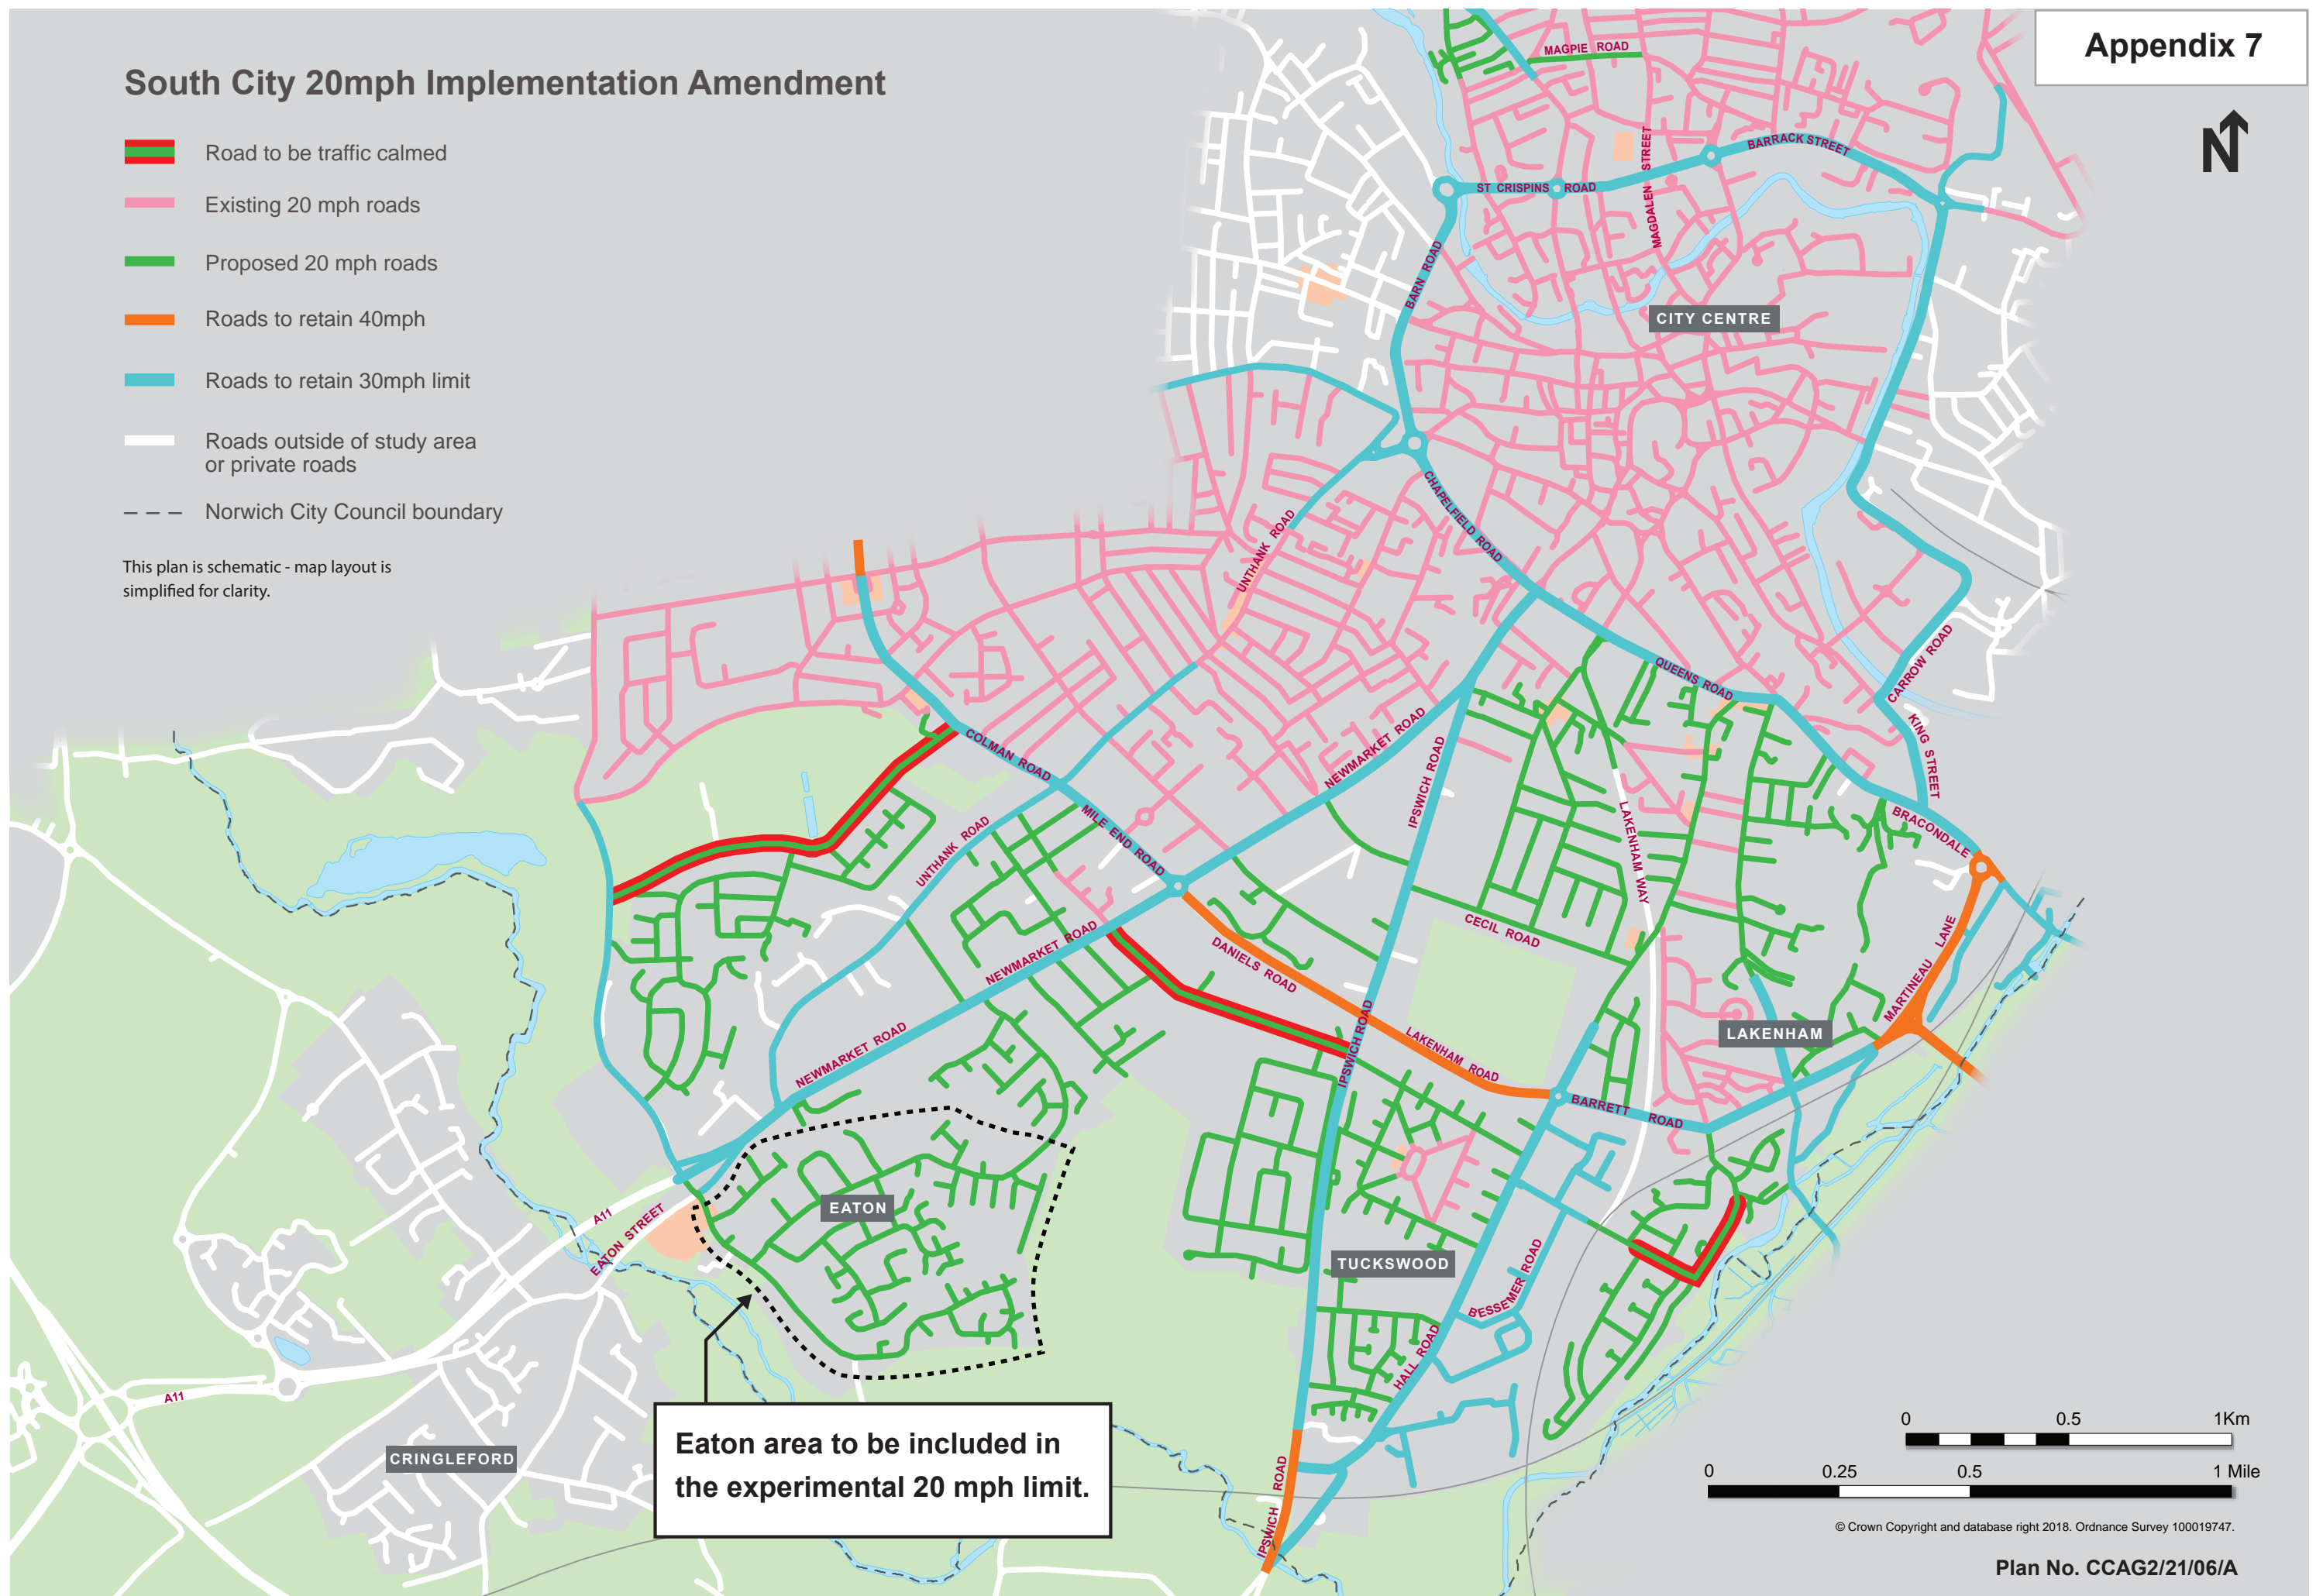 Appendix 7
South City 20mph Implementation Amendment
Road to be traffic calmed
Existing 20 mph roads
Proposed 20 mph roads
Roads to retain 40mph
Roads to retain 30mph limit
Roads outside of study area
or private roads
Norwich City Council boundary
This plan is schematic - map layout is
simplified for clarity.
N
MAGPIE ROAD
BARRACK STREET
MAGDALEN STREET
ST CRISPINS ROAD
BARN ROAD
CITY CENTRE
CHAPELFIELD ROAD
UNTHANK ROAD
CARROW ROAD
QUEENS ROAD
KING STREET
NEWMARKET ROAD
IPSWICH ROAD
COLMAN ROAD
LAKENHAM WAY
BRACONDALE
MILE END ROAD
UNTHANK ROAD
CECIL ROAD
NEWMARKET ROAD
DANIELS ROAD
MARTINEAU LANE
LAKENHAM
IPSWICH ROAD
LAKENHAM ROAD
NEWMARKET ROAD
BARRETT ROAD
EATON
A11
EATON STREET
TUCKSWOOD
BESSEMER ROAD
HALL ROAD
A11
CRINGLEFORD
Eaton area to be included in
the experimental 20 mph limit.
IPSWICH ROAD
0 0.5 1Km
0 0.25 0.5 1 Mile
© Crown Copyright and database right 2018. Ordnance Survey 100019747.
Plan No. CCAG2/21/06/A